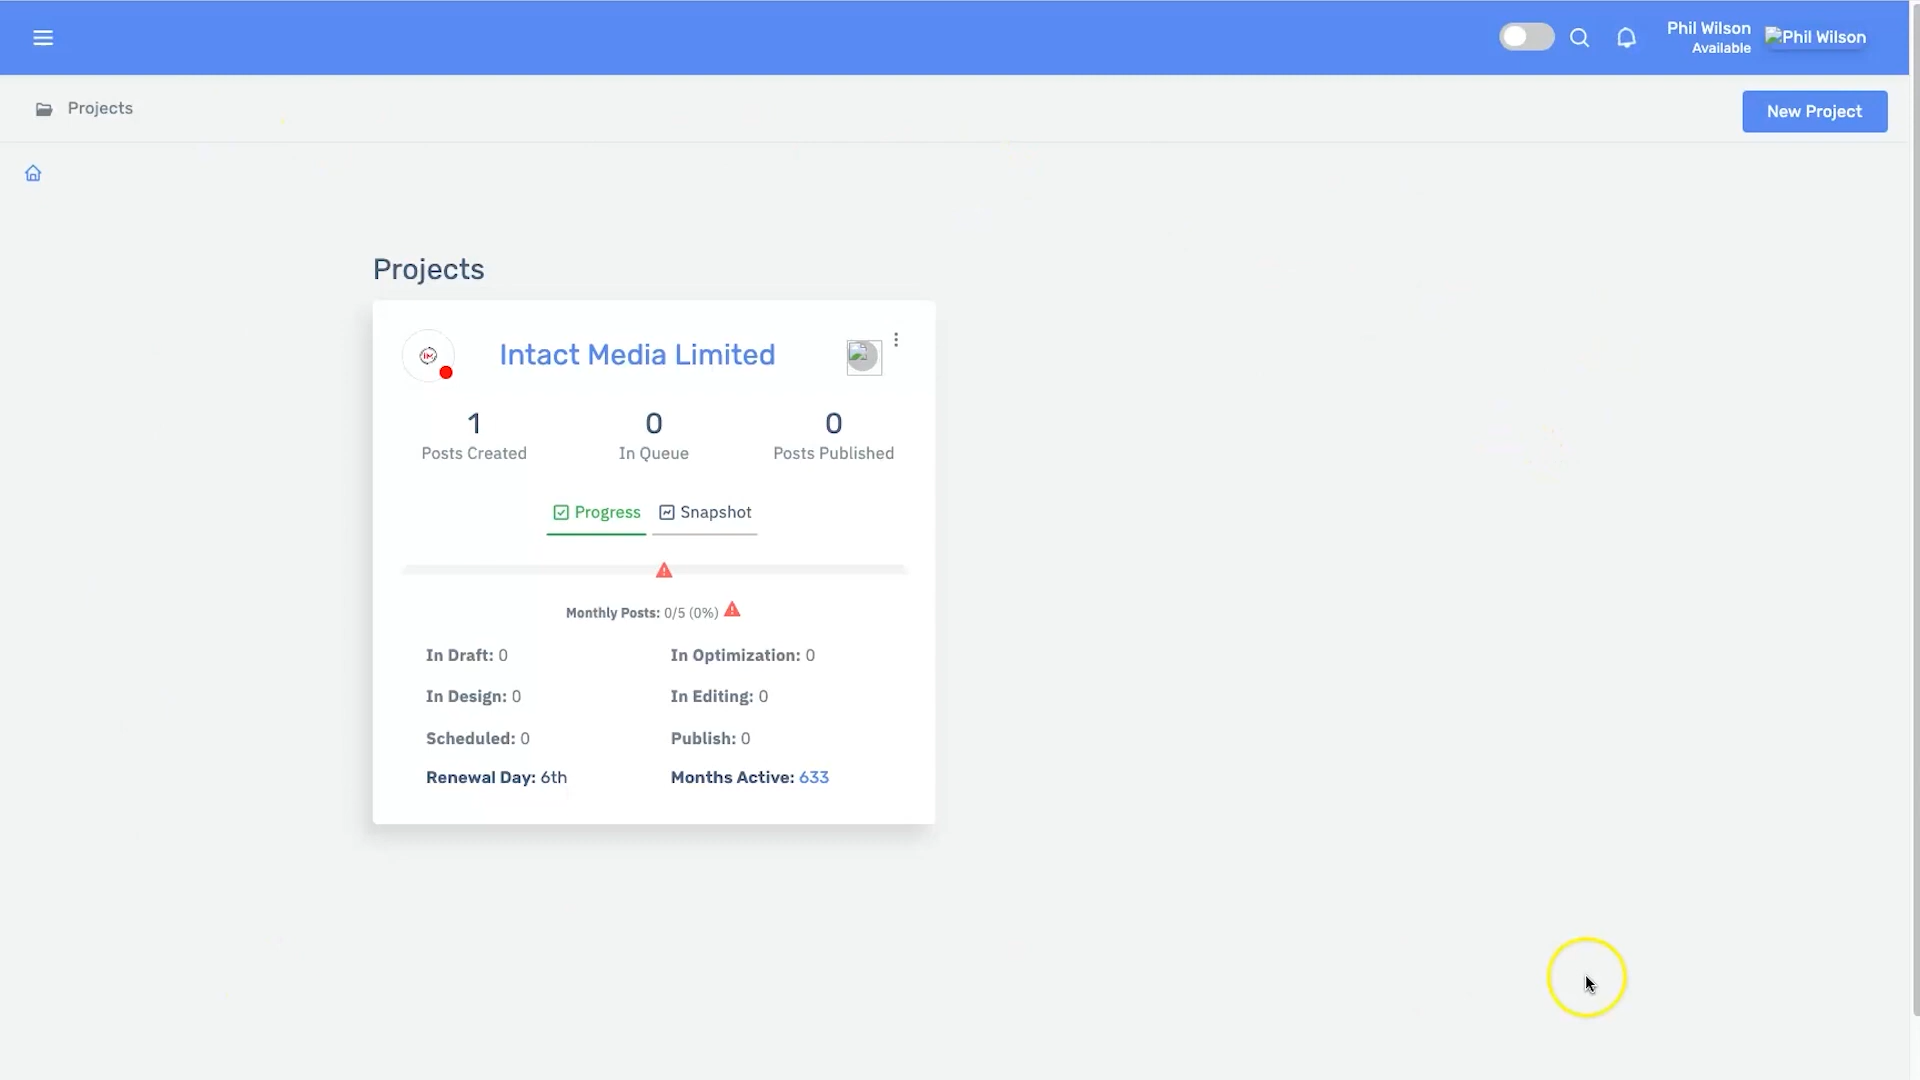 Phil Wilson
Available
Phil Wilson
Projects
New Project
Projects
IM
Intact Media Limited
1
0
0
Posts Created
In Queue
Posts Published
Progress
Snapshot
Monthly Posts: 0/5 (0%)
In Draft: 0
In Optimization: 0
In Design: 0
In Editing: 0
Scheduled: 0
Publish: 0
Renewal Day: 6th
Months Active: 633